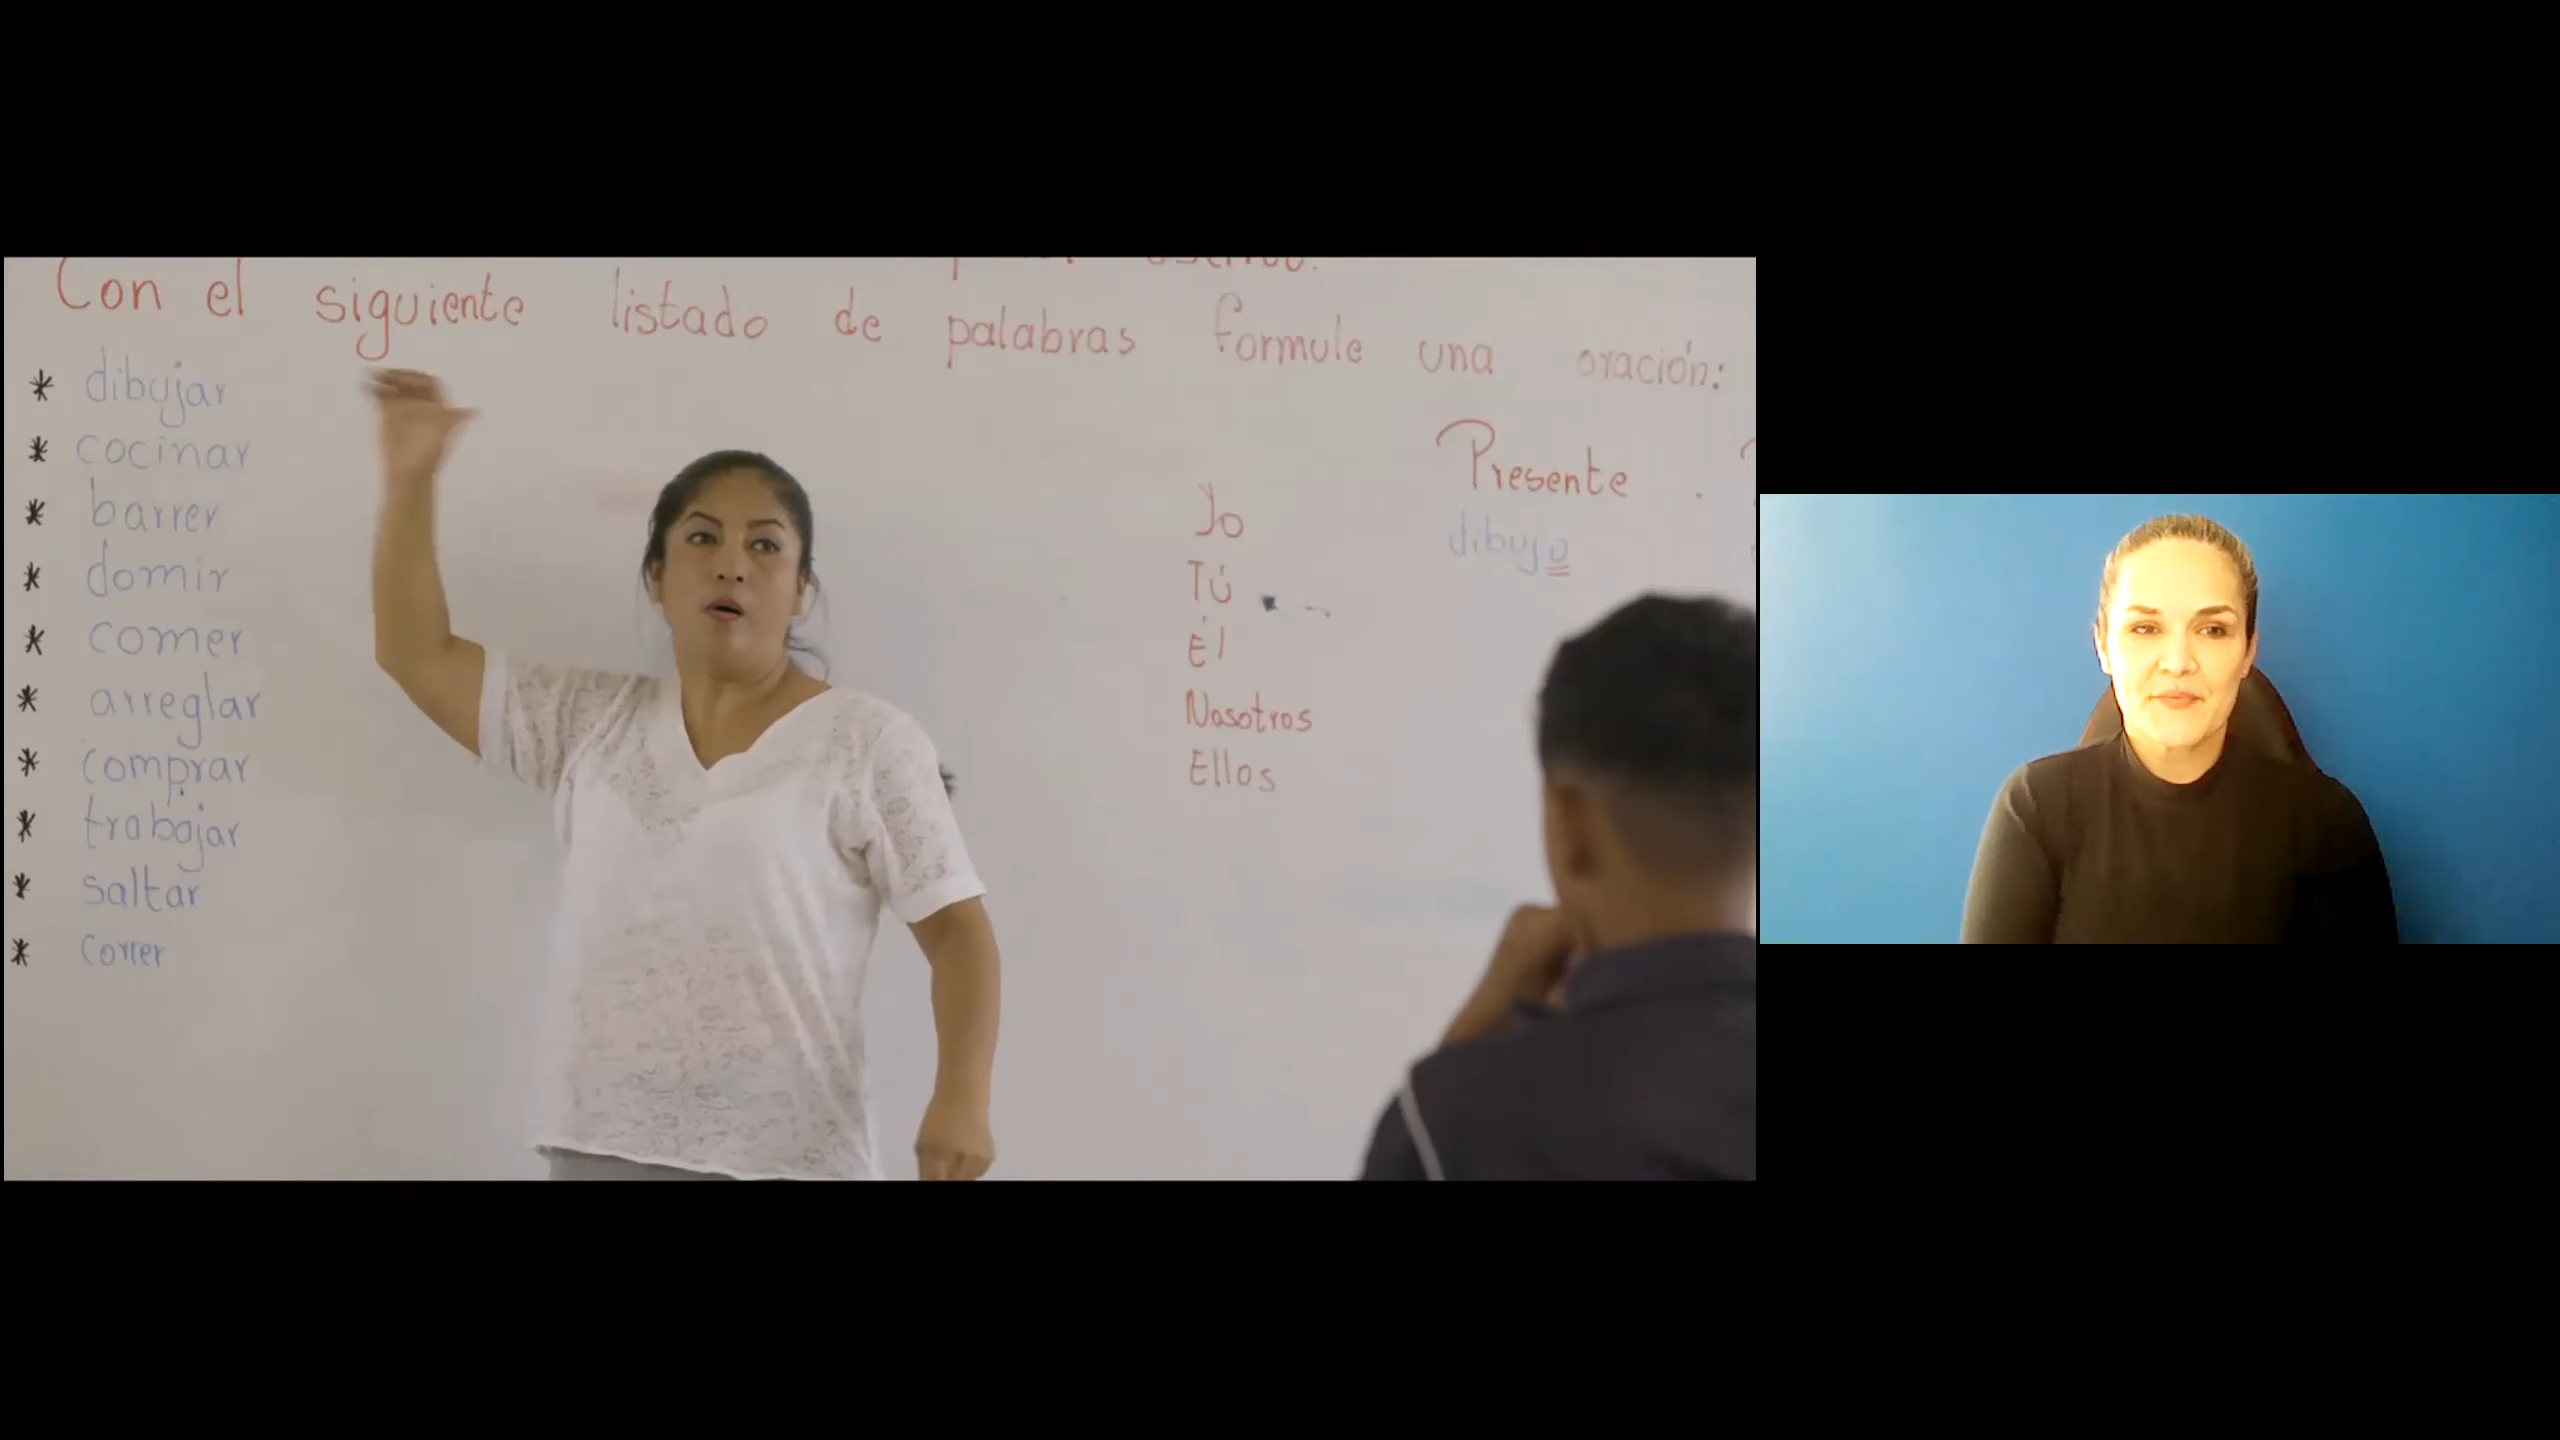 Con el siguiente listado de palabras formule una oración:
* dibujar
* cocinar
* barrer
* domir
* comer
* arreglar
* comprar
* trabajar
* saltar
* correr
Presente
Yo dibujo
Tú
Él
Nosotros
Ellos